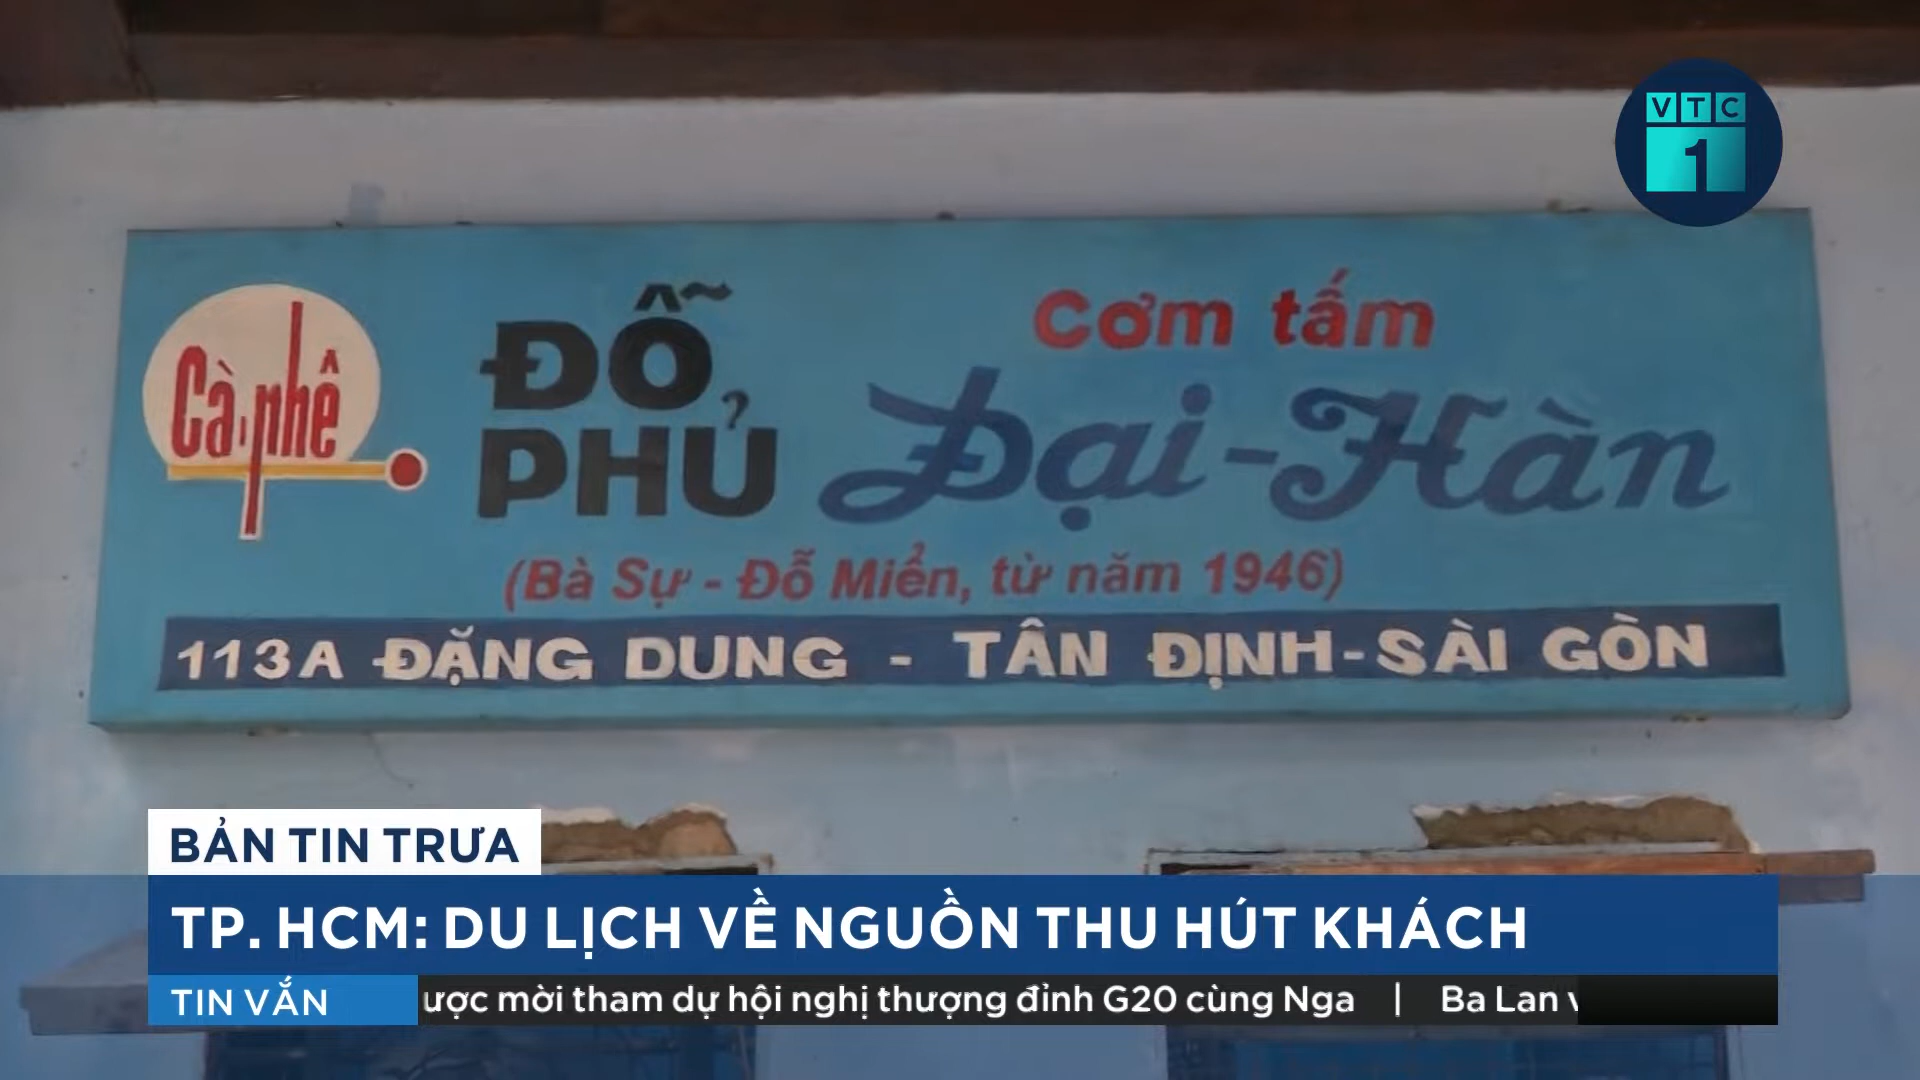 VTC
1
Cà phê
ĐỖ PHỦ
Cơm tấm
Đại-Hàn
(Bà Sự - Đỗ Miển, từ năm 1946)
113A ĐẶNG DUNG - TÂN ĐỊNH-SÀI GÒN
BẢN TIN TRƯA
TP. HCM: DU LỊCH VỀ NGUỒN THU HÚT KHÁCH
TIN VẮN
ược mời tham dự hội nghị thượng đỉnh G20 cùng Nga | Ba Lan